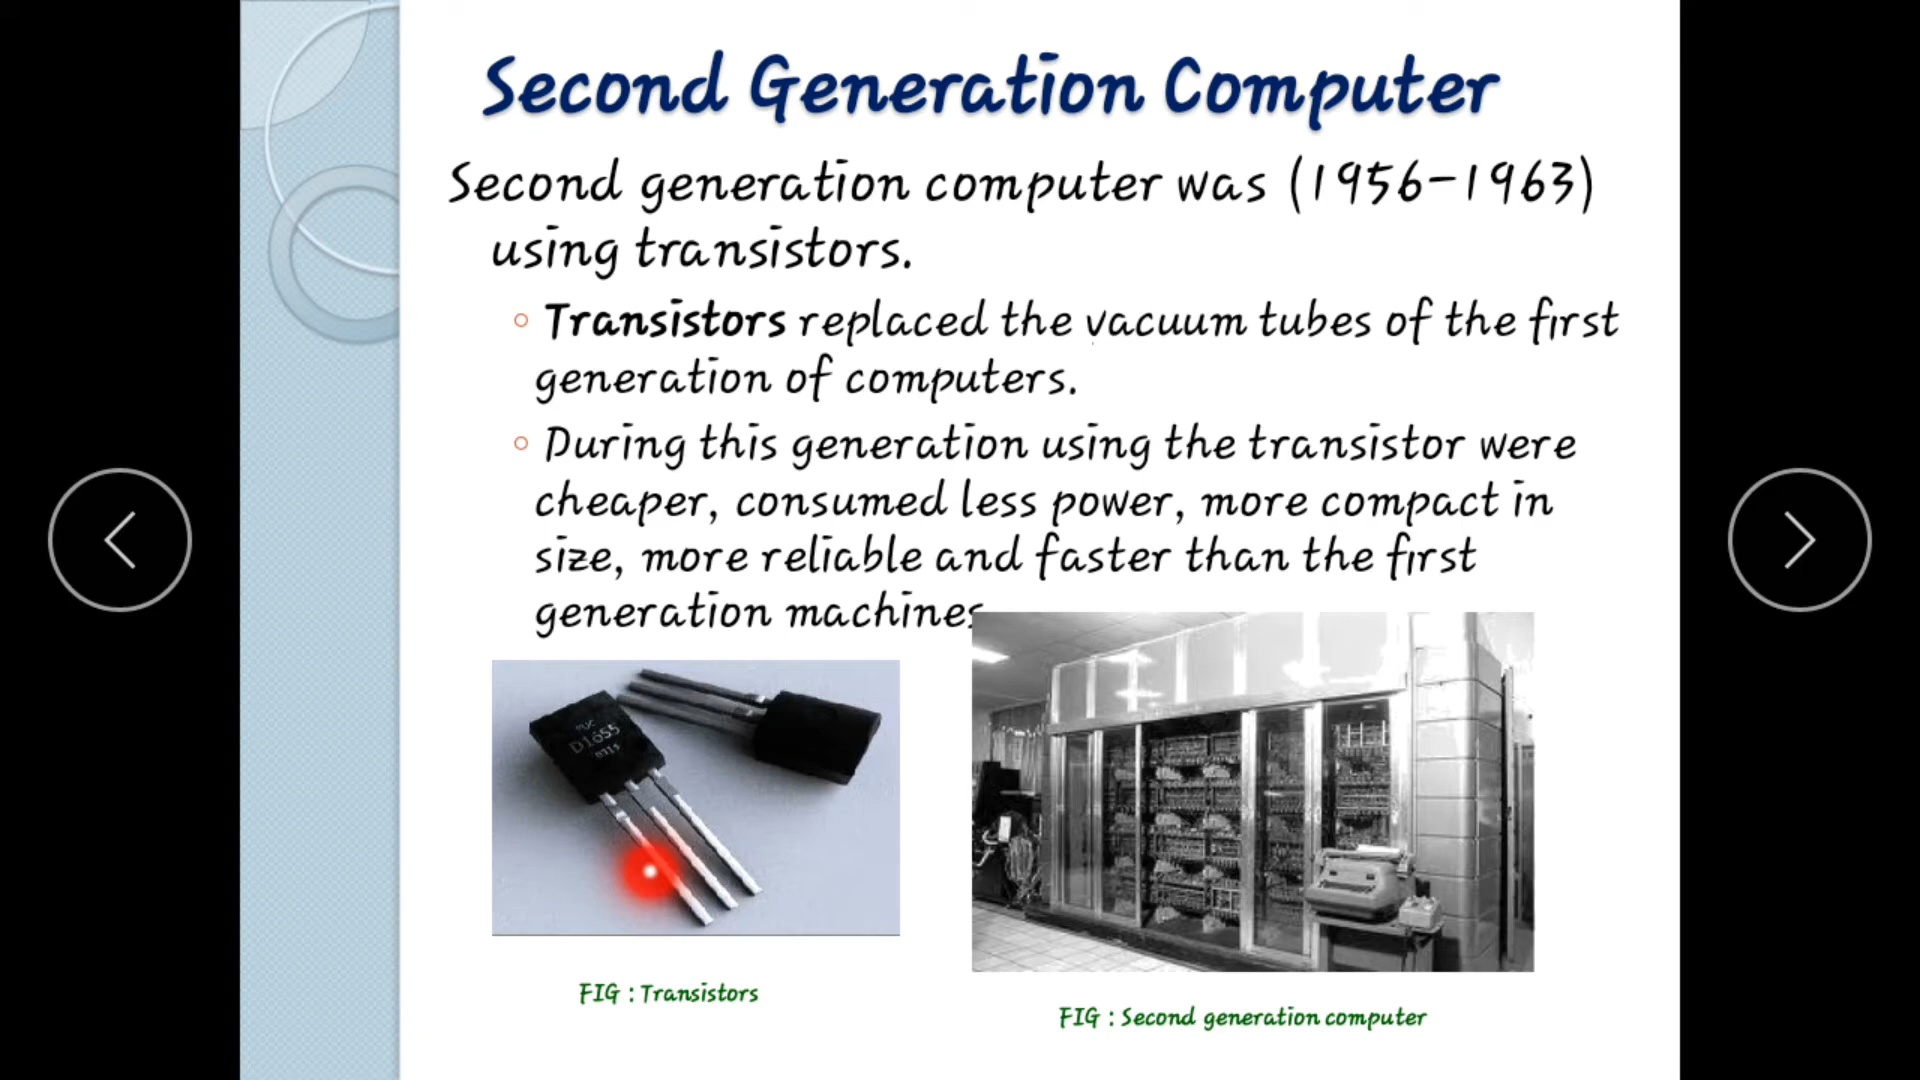 Second Generation Computer
Second generation computer was (1956-1963)
using transistors.
Transistors replaced the vacuum tubes of the first
generation of computers.
During this generation using the transistor were
cheaper, consumed less power, more compact in
size, more reliable and faster than the first
generation machines
D1655
FIG : Transistors
FIG : Second generation computer